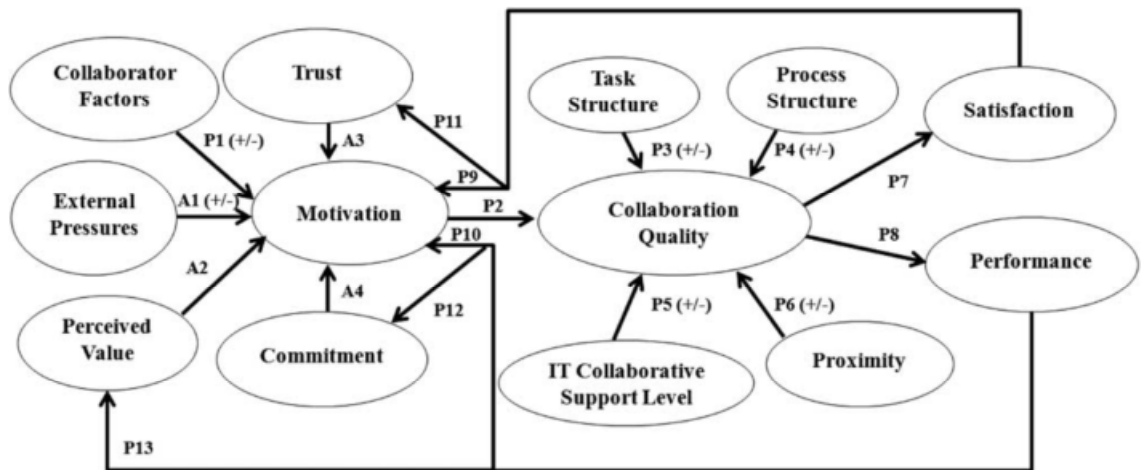 Collaborator
Factors
Trust
Task
Structure
Process
Structure
Satisfaction
P1 (+/-)
A3
P11
P3 (+/-)
P4 (+/-)
P9
P7
External
Pressures
A1 (+/-)
Motivation
P2
Collaboration
Quality
P10
P8
Performance
A2
A4
P12
P5 (+/-)
P6 (+/-)
Perceived
Value
Commitment
IT Collaborative
Support Level
Proximity
P13